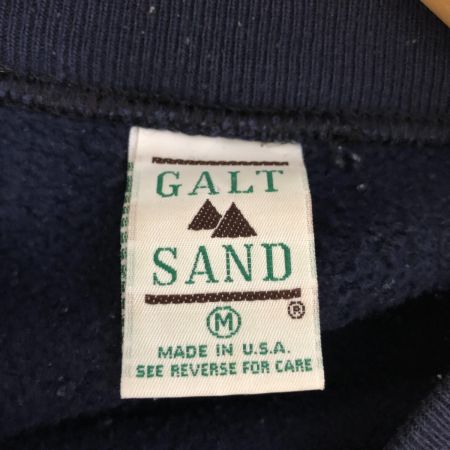 GALT
SAND
M
®
MADE IN U.S.A.
SEE REVERSE FOR CARE